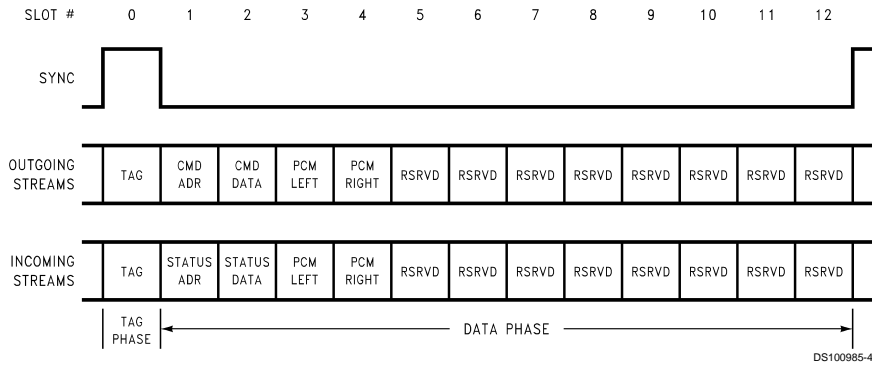 SLOT # 0 1 2 3 4 5 6 7 8 9 10 11 12
SYNC
OUTGOING STREAMS
TAG
CMD ADR
CMD DATA
PCM LEFT
PCM RIGHT
RSRVD RSRVD RSRVD RSRVD RSRVD RSRVD RSRVD RSRVD
INCOMING STREAMS
TAG
STATUS ADR
STATUS DATA
PCM LEFT
PCM RIGHT
RSRVD RSRVD RSRVD RSRVD RSRVD RSRVD RSRVD RSRVD
TAG PHASE
DATA PHASE
DS100985-4